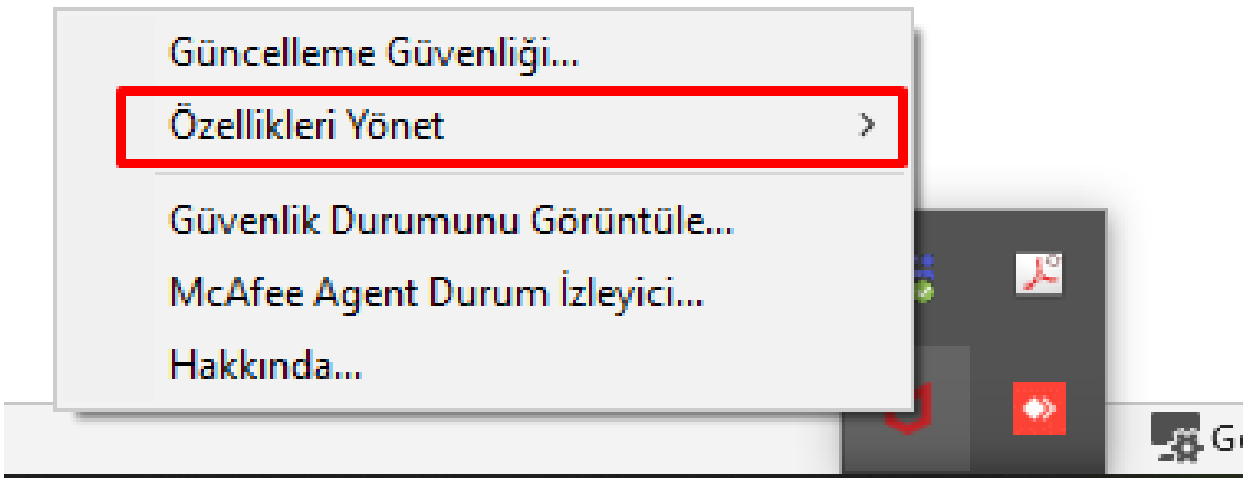 Güncelleme Güvenliği...
Özellikleri Yönet
Güvenlik Durumunu Görüntüle...
McAfee Agent Durum İzleyici...
Hakkında...